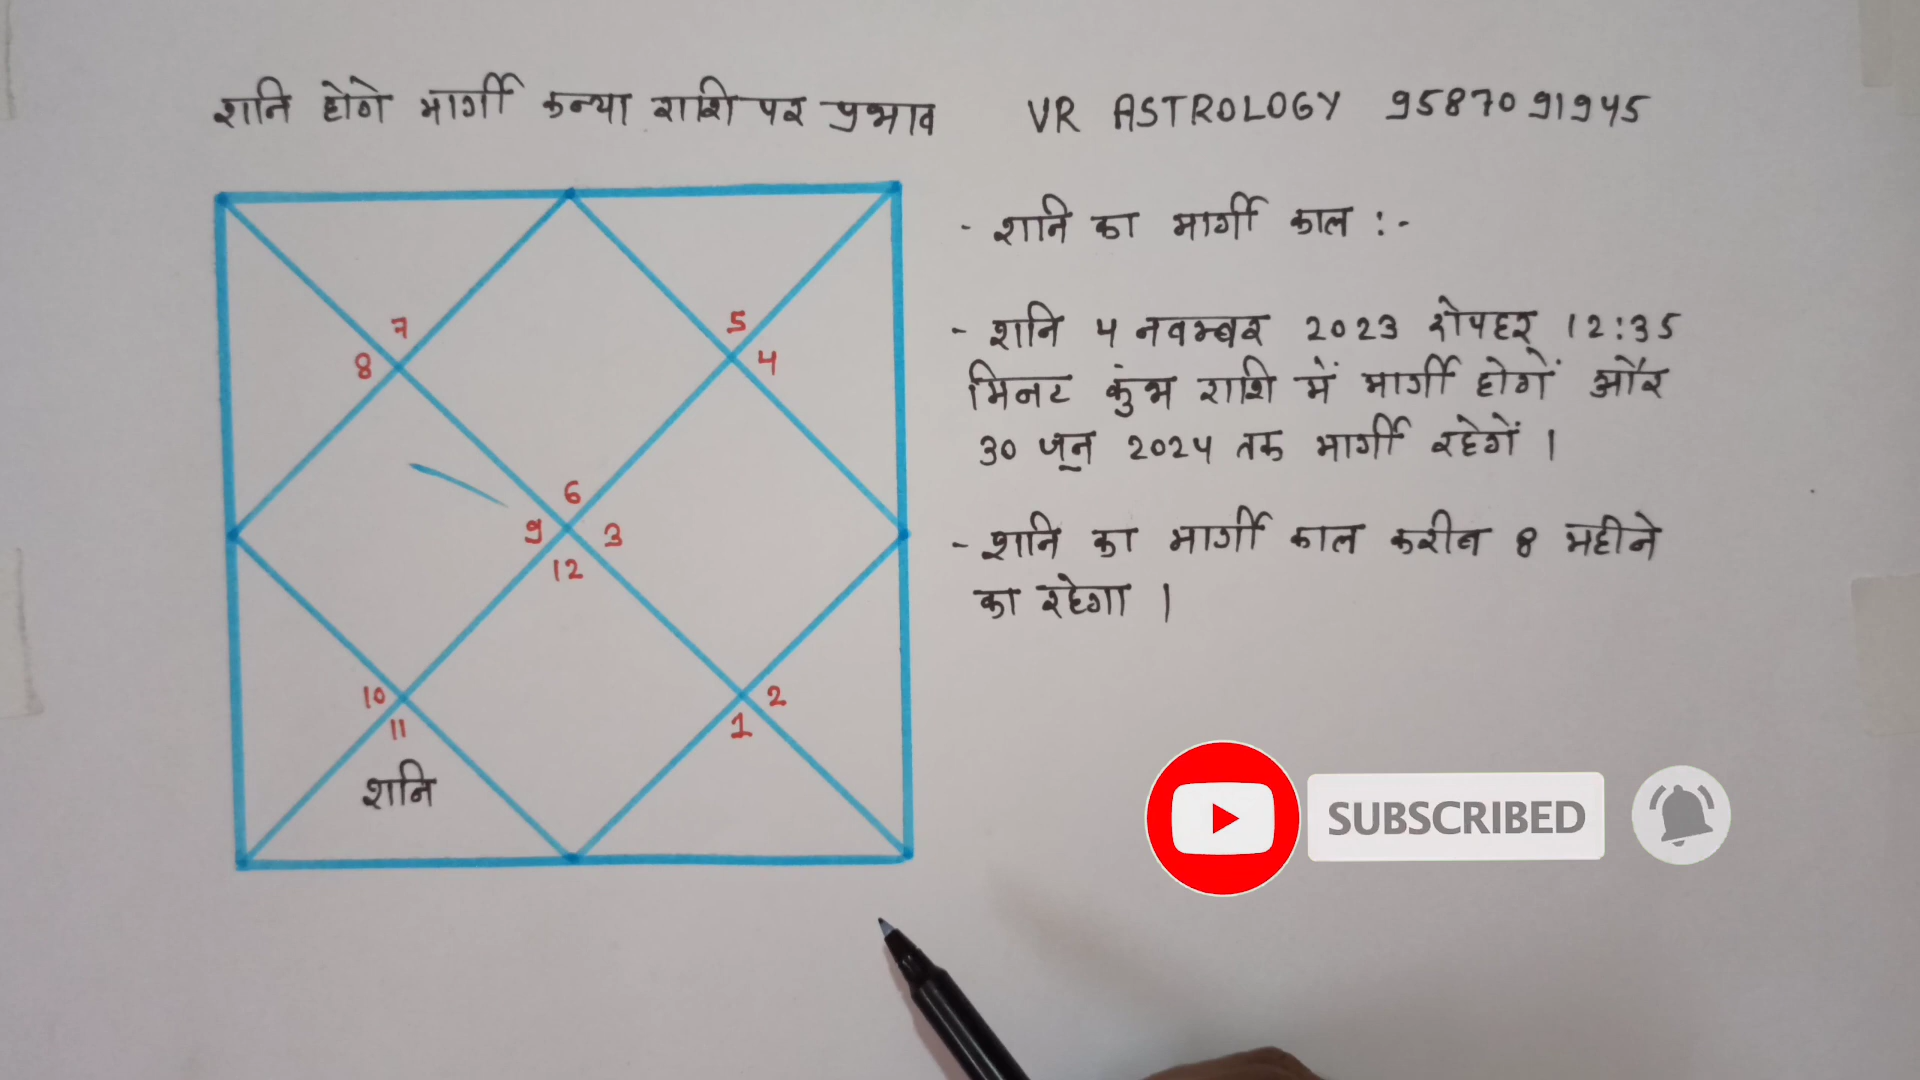 शनि होगे मार्गी कन्या राशि पर प्रभाव VR ASTROLOGY 9587091945
- शनि का मार्गी काल :-
- शनि 4 नवम्बर 2023 दोपहर 12:35
मिनट कुंभ राशि में मार्गी होगें और
30 जून 2024 तक मार्गी रहेगें ।
- शनि का मार्गी काल करीब 8 महीने
का रहेगा ।
7
5
8
4
6
9
3
12
10
2
11
1
शनि
SUBSCRIBED